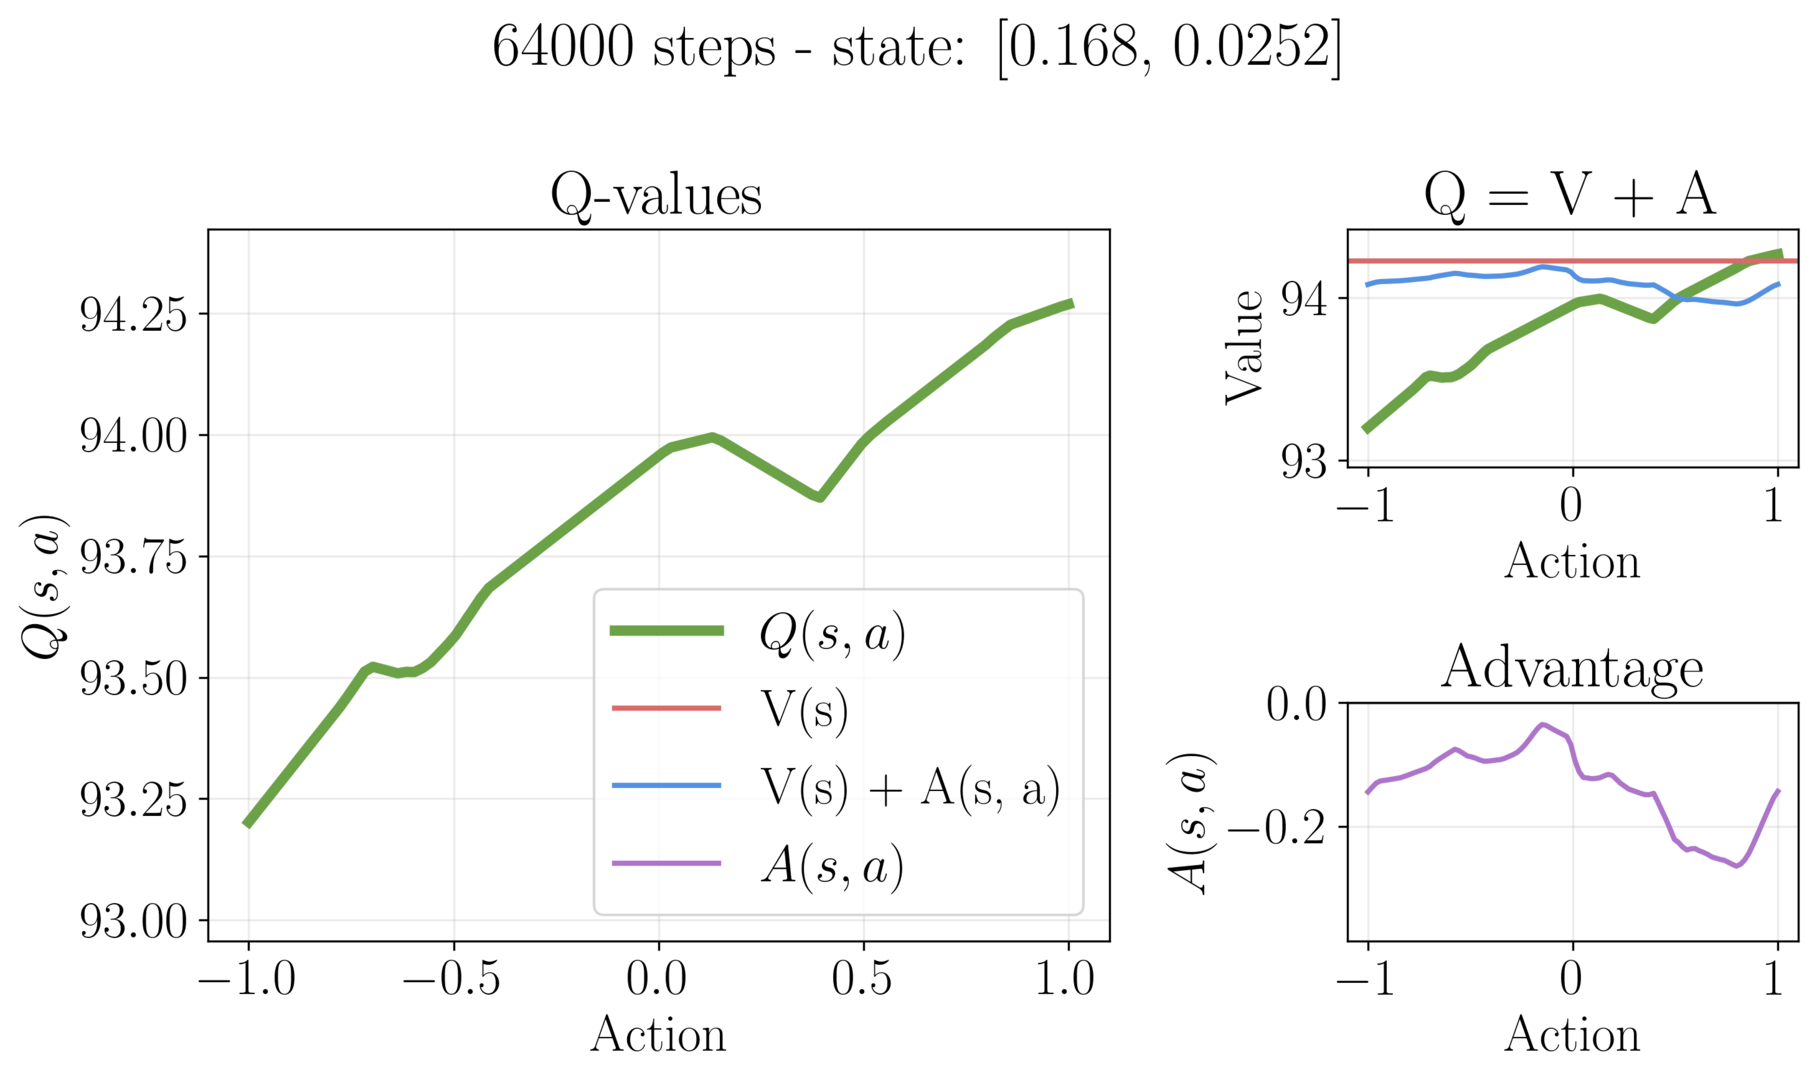 64000 steps - state: [0.168, 0.0252]
Q-values
Q(s, a)
94.25
94.00
93.75
93.50
93.25
93.00
−1.0 −0.5 0.0 0.5 1.0
Action
Q(s, a)
V(s)
V(s) + A(s, a)
A(s, a)
Q = V + A
Value
94
93
−1 0 1
Action
Advantage
A(s, a)
0.0
−0.2
−1 0 1
Action